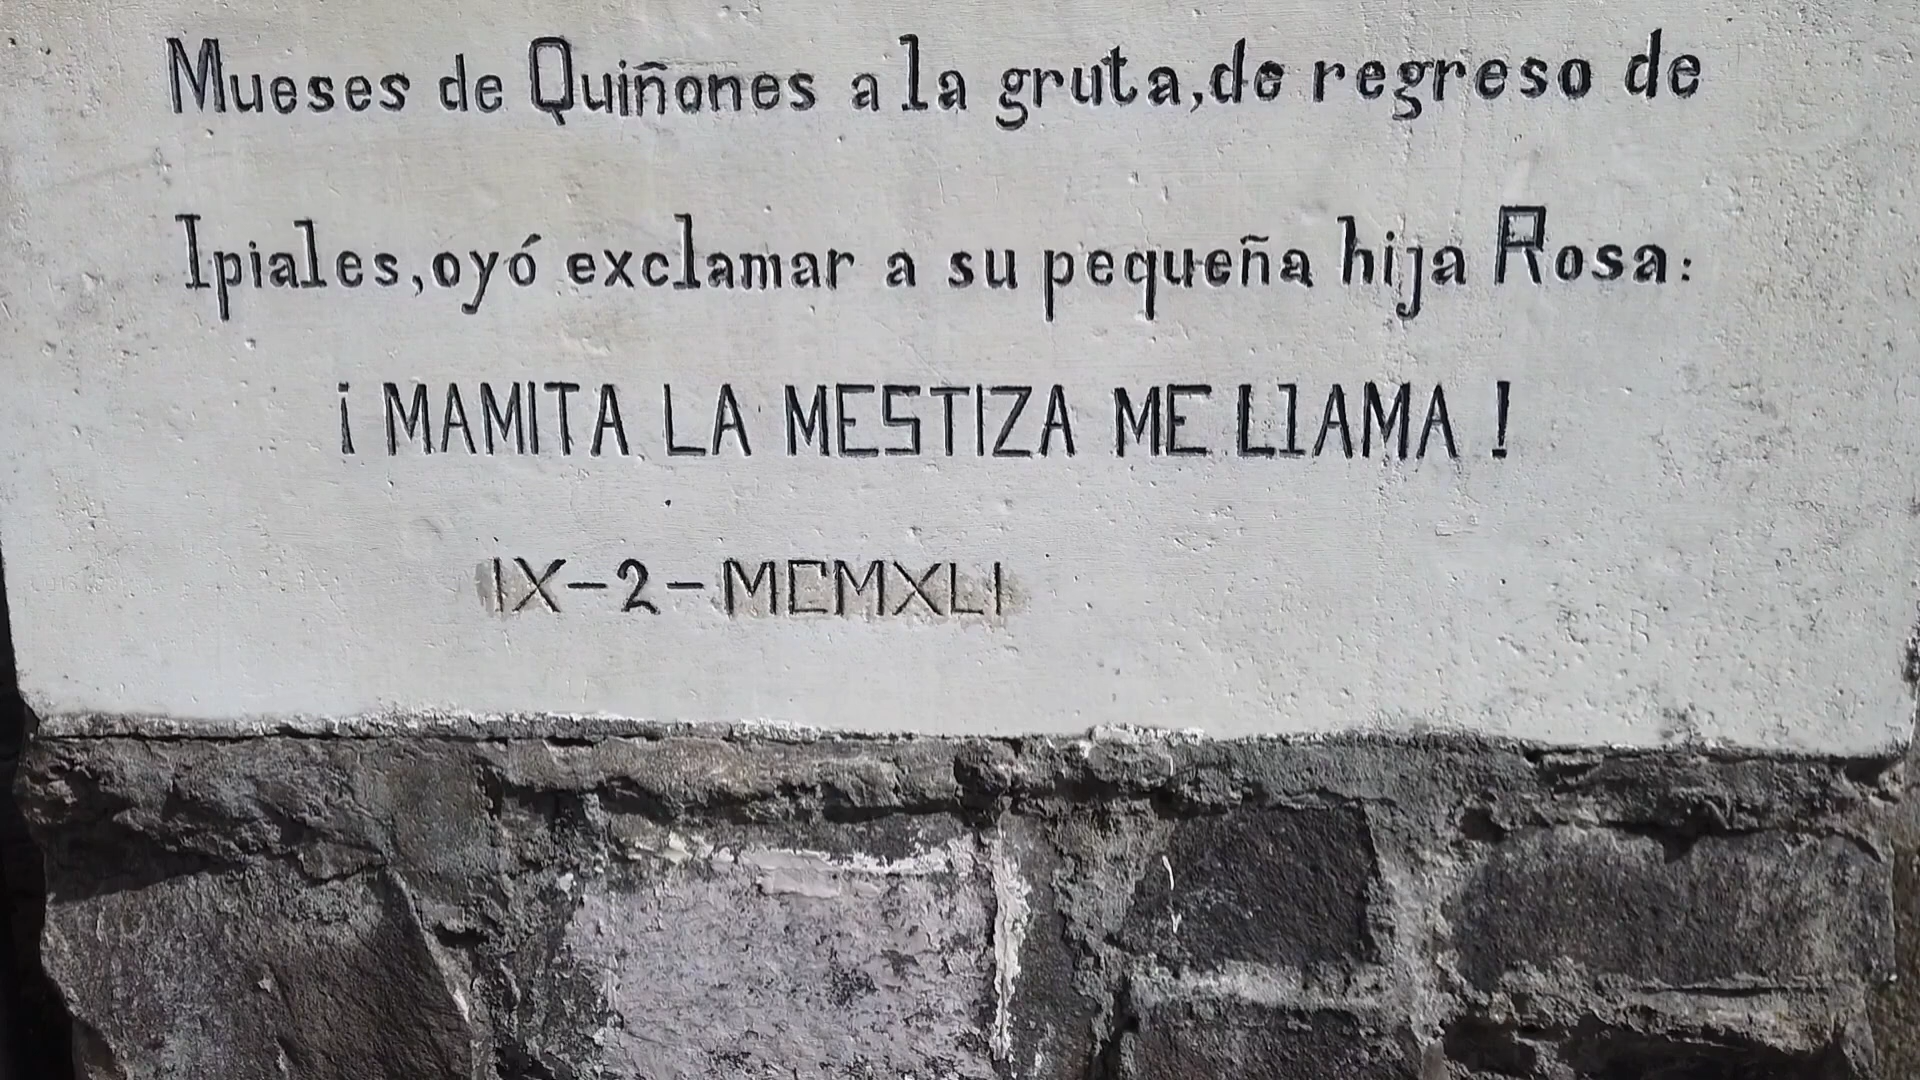 Mueses de Quiñones a la gruta, de regreso de
Ipiales, oyó exclamar a su pequeña hija Rosa:
¡ MAMITA LA MESTIZA ME LLAMA !
IX-2-MCMXLI